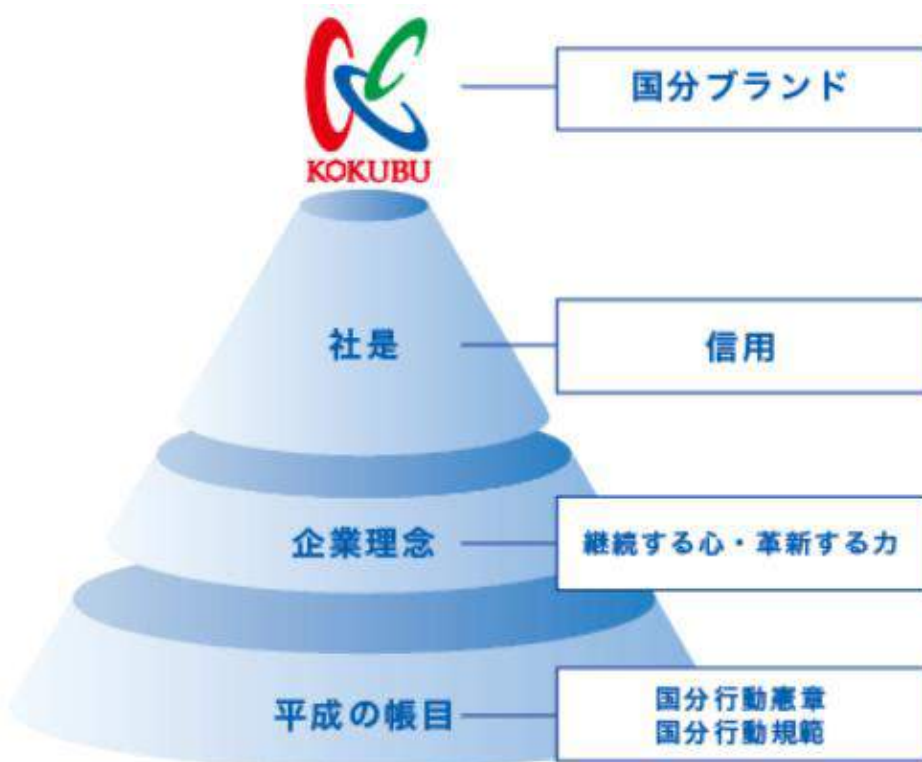 KOKUBU
国分ブランド
社是
信用
企業理念
継続する心・革新する力
平成の帳目
国分行動憲章
国分行動規範